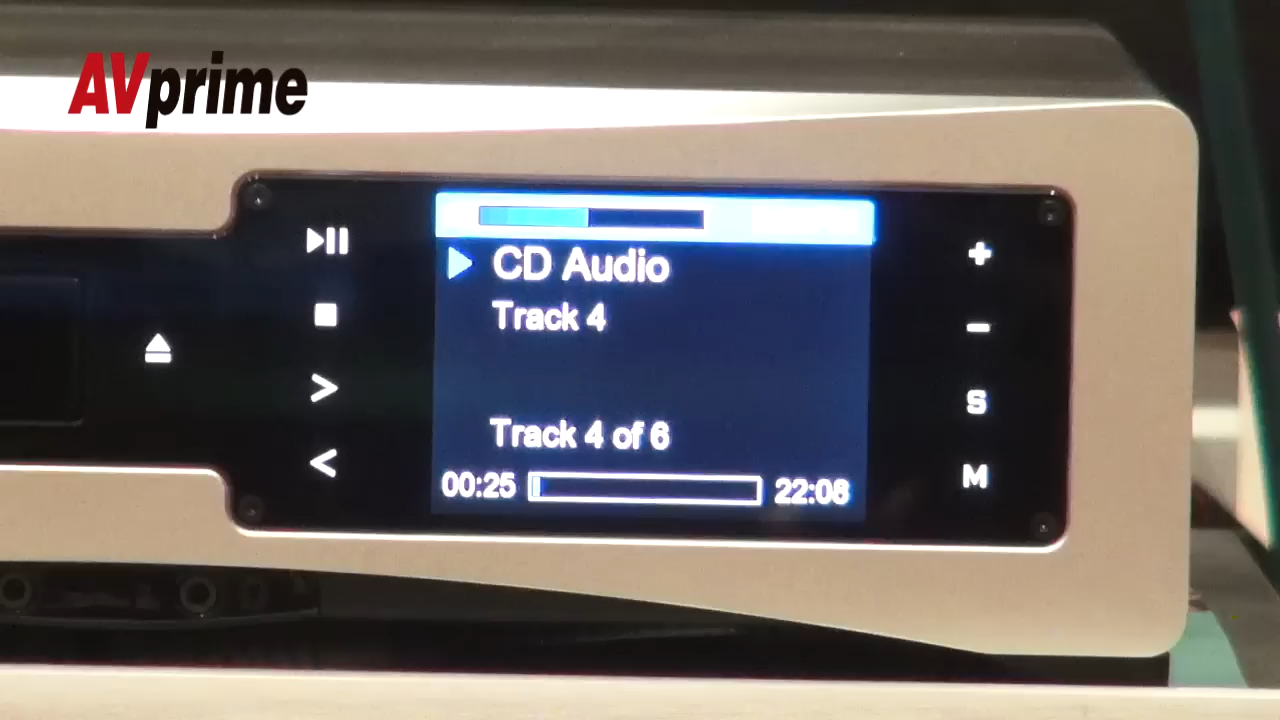 AVprime
CD Audio
Track 4
Track 4 of 6
00:25 22:08
+
-
S
M